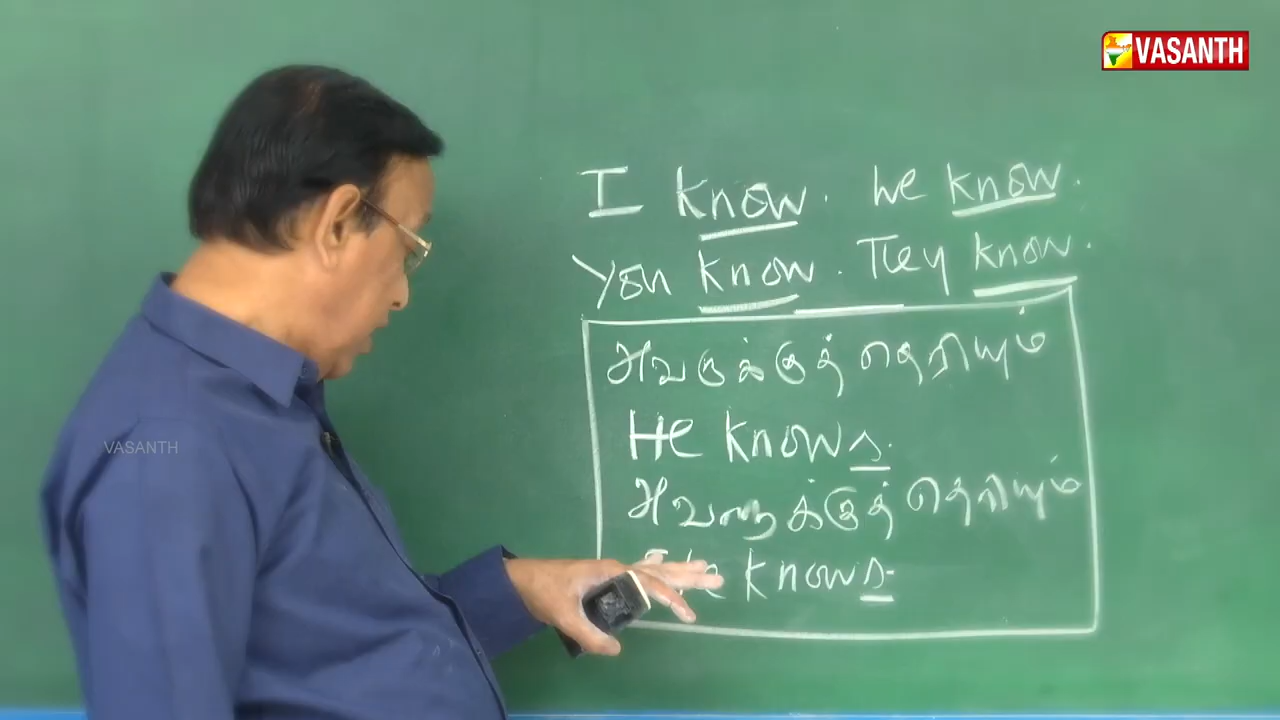 VASANTH
I know. We know.
You know. They know.
அவருக்குத் தெரியும்
He knows.
அவளுக்குத் தெரியும்
knows.
VASANTH